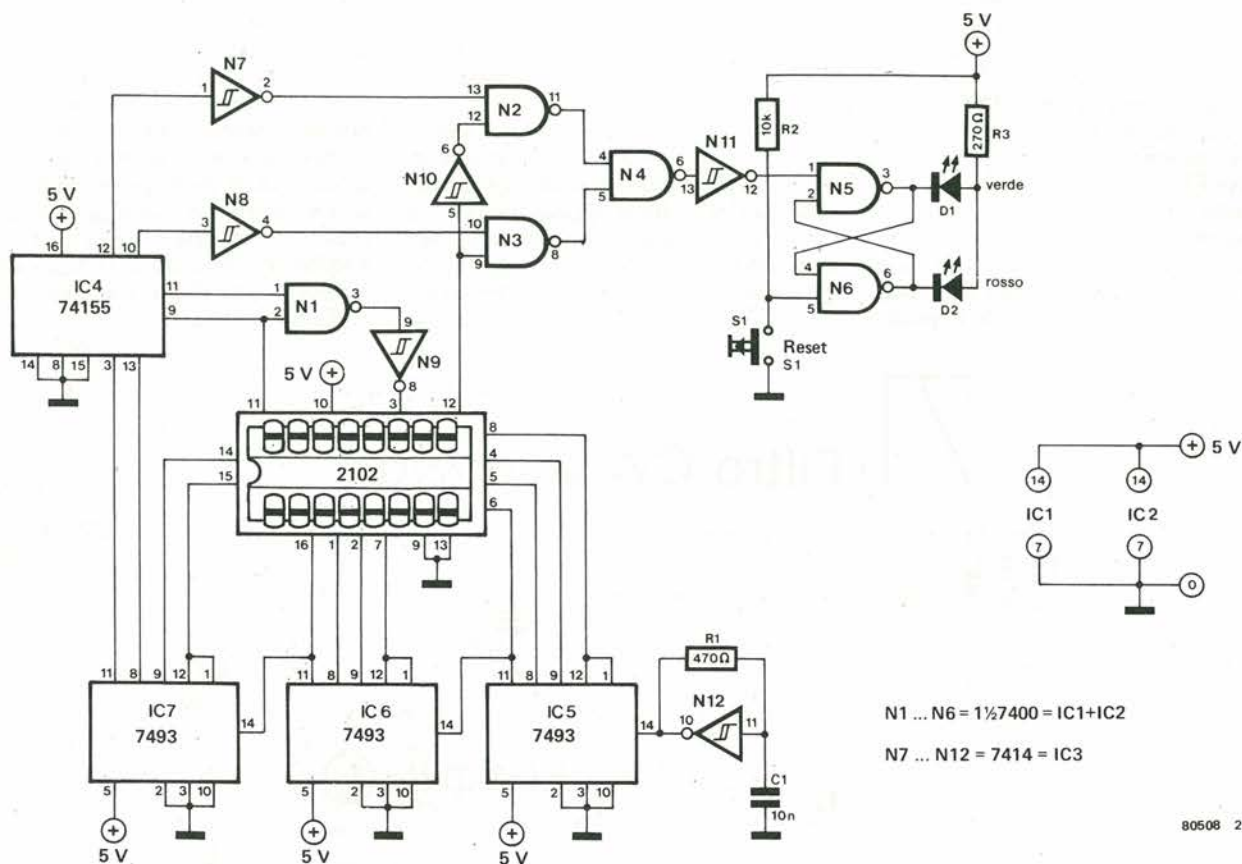 5 V
N7
1
2
13
12
N2
11
N10
6
5
N8
3
4
10
9
N3
8
4
5
N4
6
13
N11
12
10k
R2
270Ω
R3
1
2
N5
3
D1
verde
4
5
N6
6
D2
rosso
S1
Reset
S1
5 V
16
12
10
IC4
74155
11
9
14
8
15
3
13
1
2
N1
3
9
N9
8
5 V
11
10
3
12
14
15
2102
8
4
5
6
16
1
2
7
9
13
5 V
14
14
IC1
IC2
7
7
0
11
8
9
12
1
IC7
7493
14
5
2
3
10
5 V
11
8
9
12
1
IC6
7493
14
5
2
3
10
5 V
11
8
9
12
1
IC5
7493
14
5
2
3
10
5 V
R1
470Ω
N12
10
11
C1
10n
N1 ... N6 = 1½7400 = IC1+IC2
N7 ... N12 = 7414 = IC3
80508 2